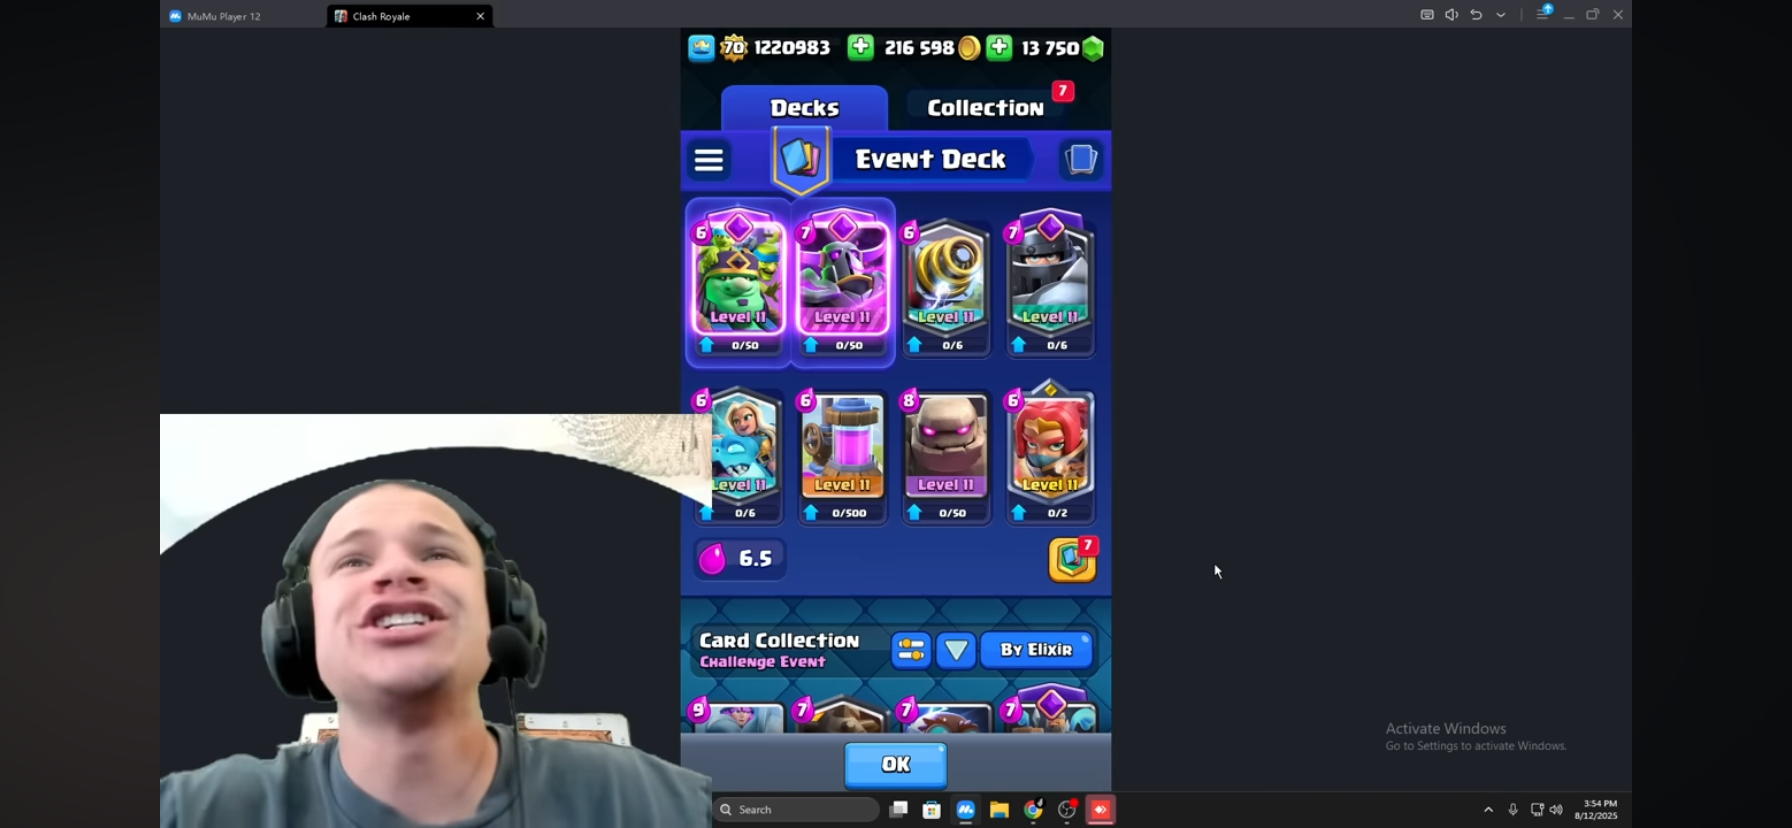 MuMu Player 12
Clash Royale
70 1220983 216 598 13 750
Decks
Collection
7
Event Deck
6 7 6 7
Level 11 Level 11 Level 11 Level 11
0/50 0/50 0/6 0/6
6 6 8 6
Level 11 Level 11 Level 11 Level 11
0/6 0/500 0/50 0/2
6.5
7
Card Collection
Challenge Event
By Elixir
9 7 7 7
OK
Activate Windows
Go to Settings to activate Windows.
Search
3:54 PM
8/12/2025